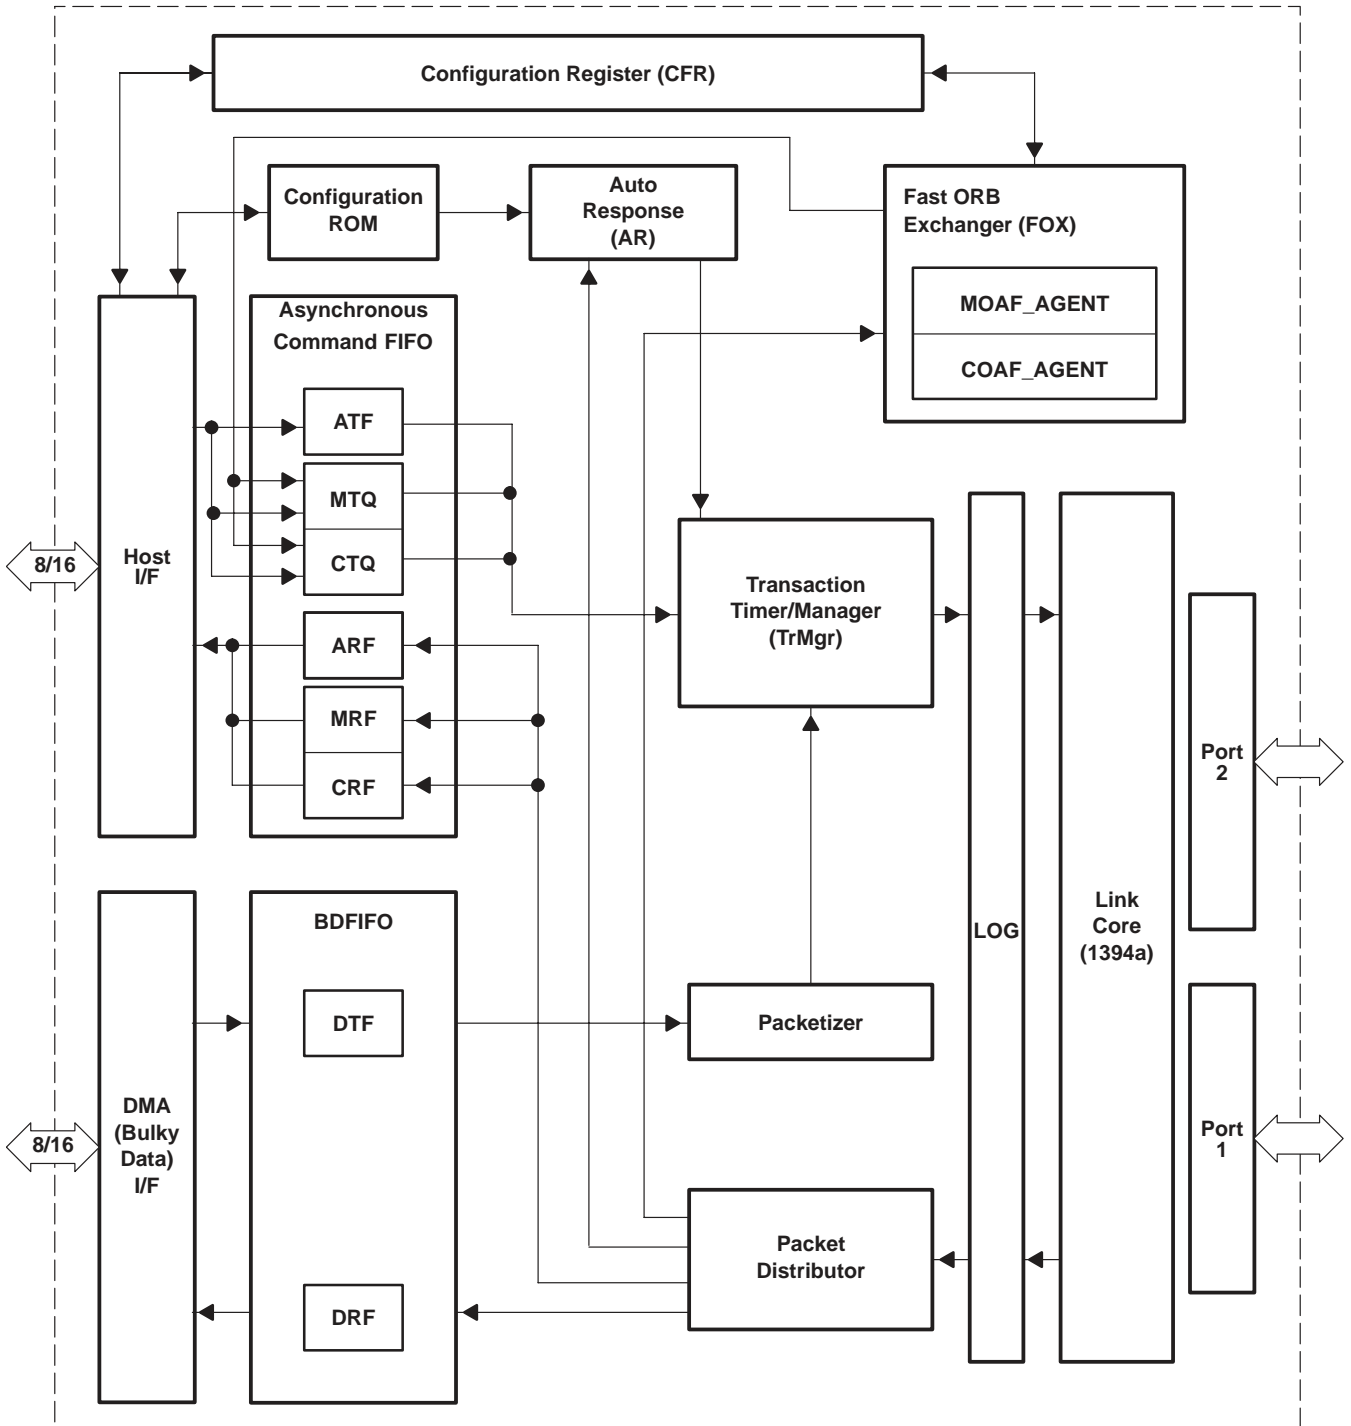 Configuration Register (CFR)
Configuration
ROM
Auto
Response
(AR)
Fast ORB
Exchanger (FOX)
MOAF_AGENT
COAF_AGENT
Asynchronous
Command FIFO
ATF
MTQ
CTQ
ARF
MRF
CRF
8/16
Host
I/F
Transaction
Timer/Manager
(TrMgr)
Port
2
Link
Core
(1394a)
LOG
BDFIFO
DTF
Packetizer
8/16
DMA
(Bulky
Data)
I/F
Port
1
Packet
Distributor
DRF